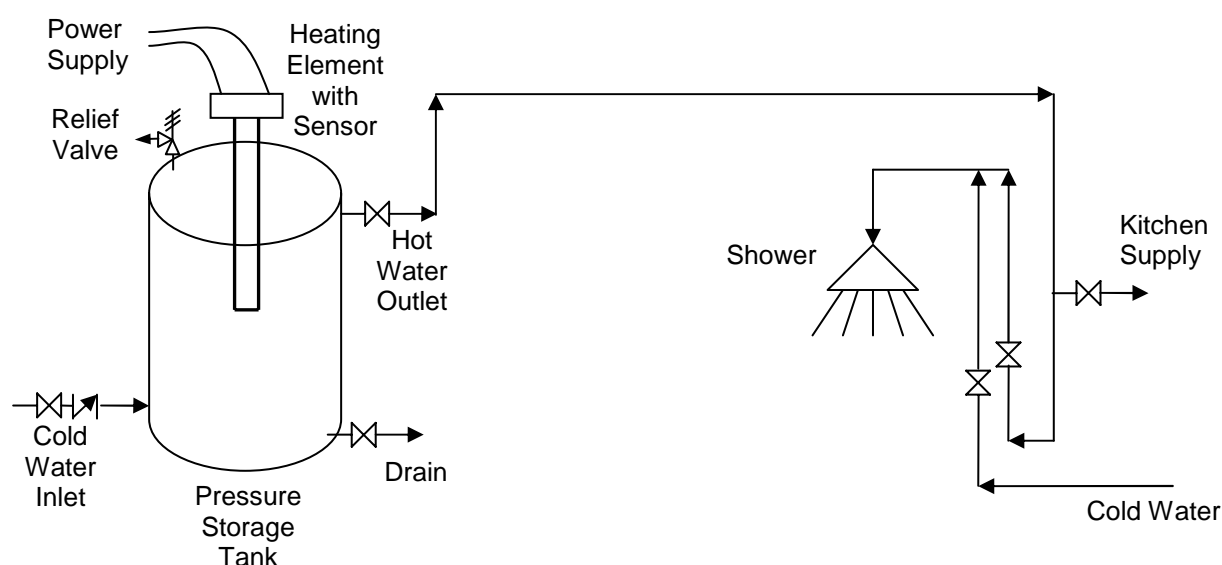 Power
Supply
Heating
Element
with
Sensor
Relief
Valve
Hot
Water
Outlet
Shower
Kitchen
Supply
Cold
Water
Inlet
Drain
Pressure
Storage
Tank
Cold Water